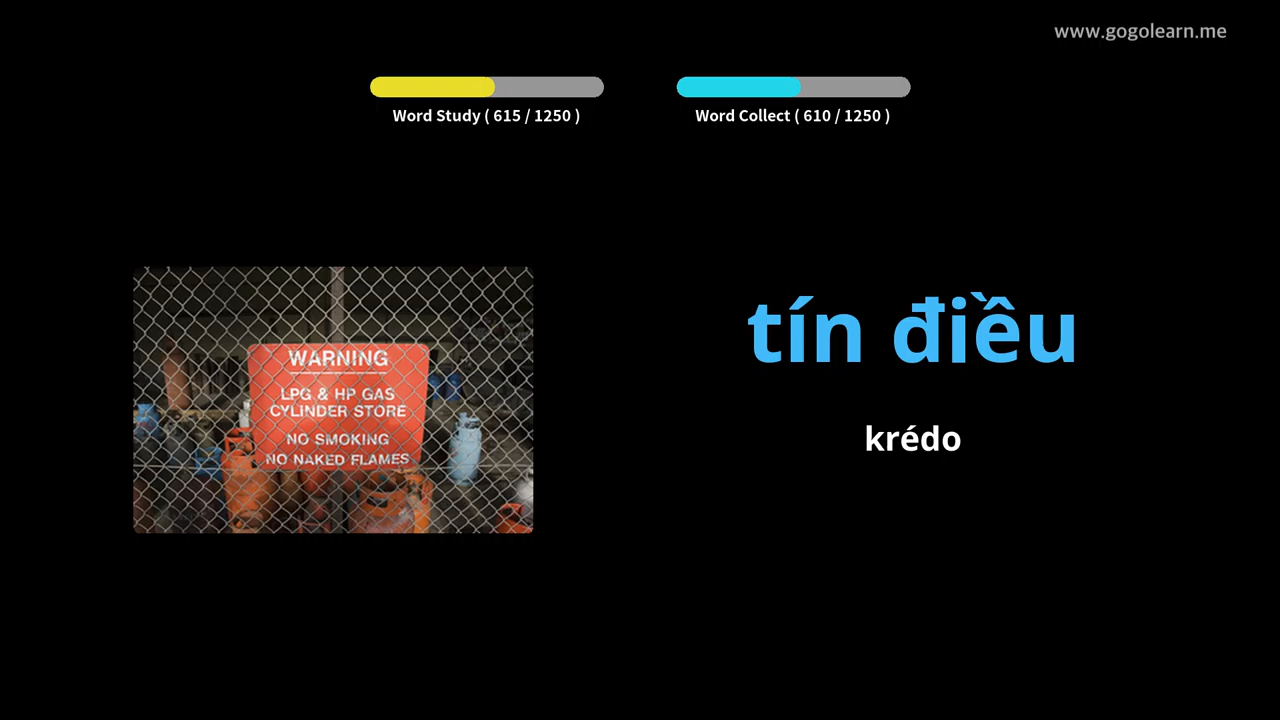 www.gogolearn.me
Word Study ( 615 / 1250 )
Word Collect ( 610 / 1250 )
WARNING
LPG & HP GAS
CYLINDER STORE
NO SMOKING
NO NAKED FLAMES
tín điều
krédo